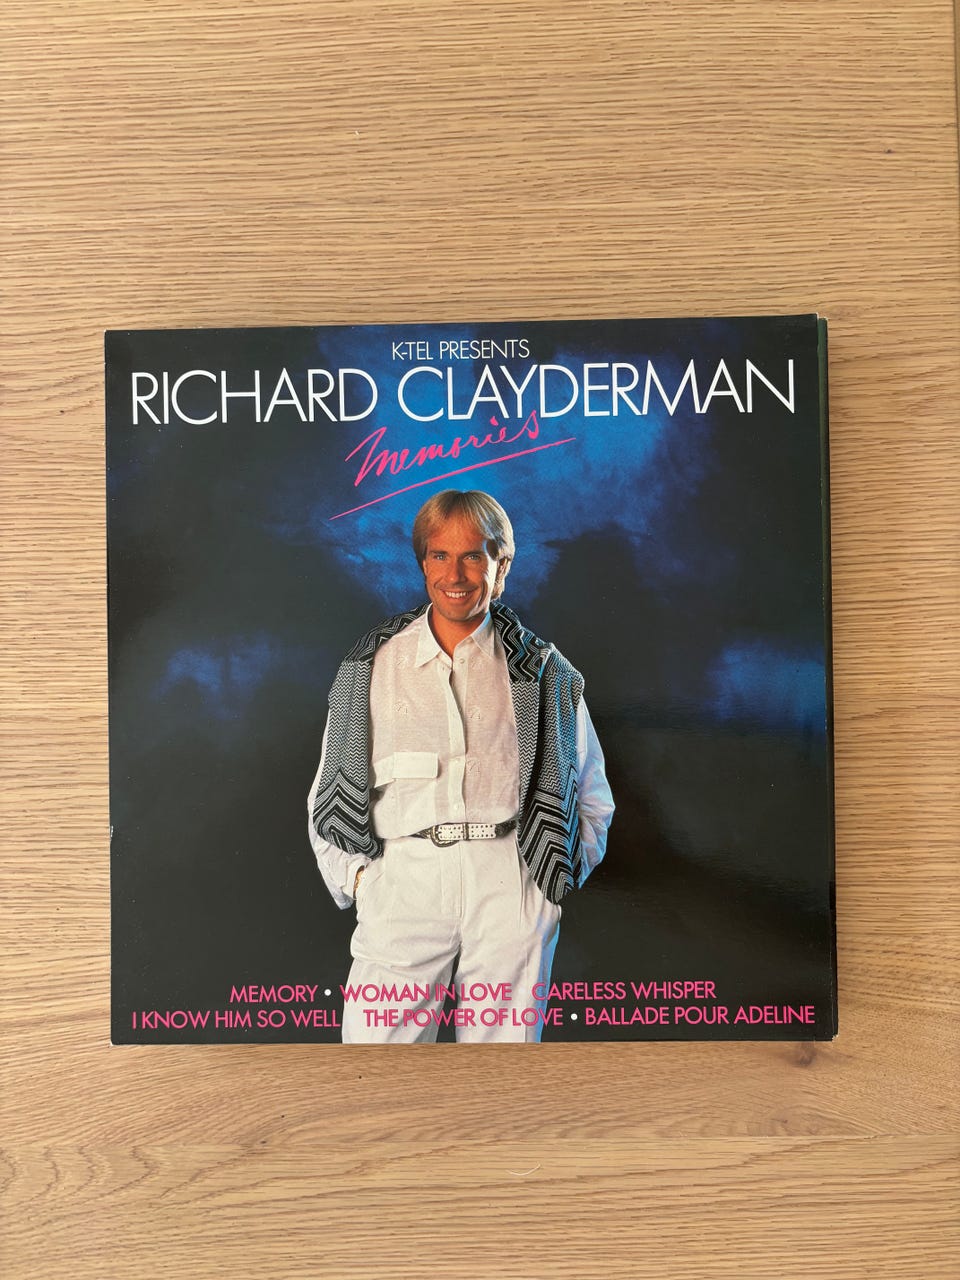 K-TEL PRESENTS
RICHARD CLAYDERMAN
Memories
MEMORY • WOMAN IN LOVE CARELESS WHISPER
I KNOW HIM SO WELL THE POWER OF LOVE • BALLADE POUR ADELINE